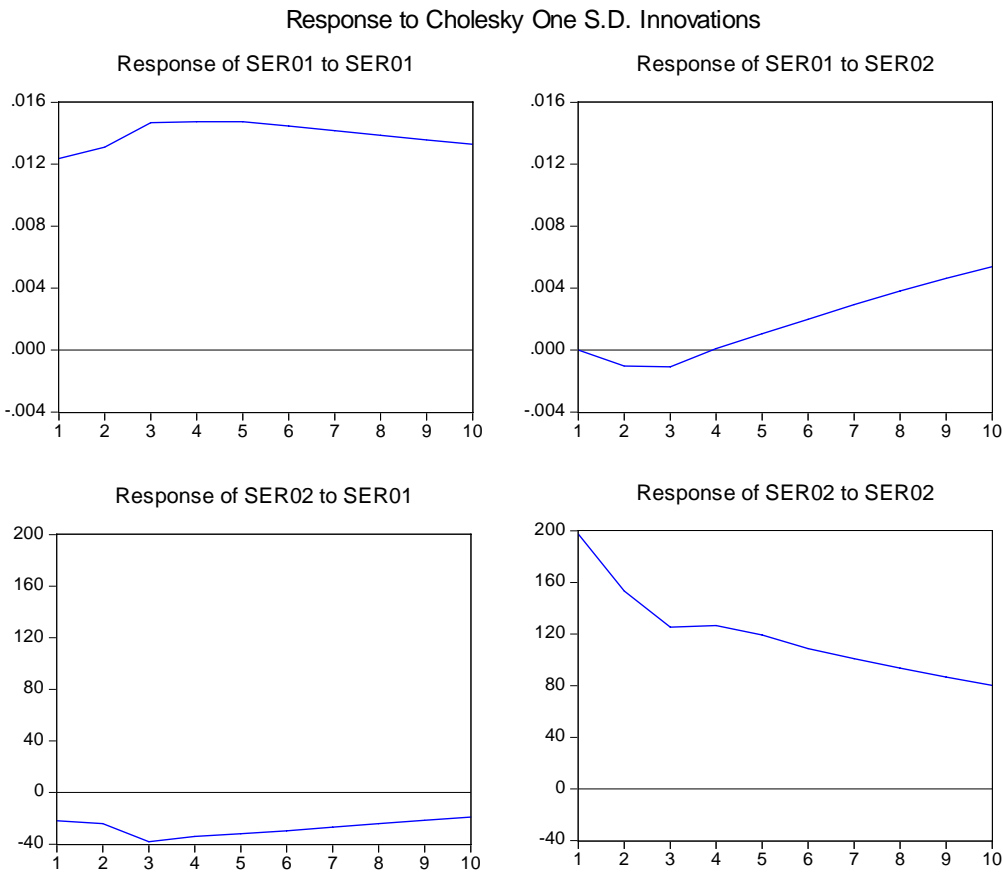 Response to Cholesky One S.D. Innovations
Response of SER01 to SER01
.016
.012
.008
.004
.000
-.004
1 2 3 4 5 6 7 8 9 10
Response of SER01 to SER02
.016
.012
.008
.004
.000
-.004
1 2 3 4 5 6 7 8 9 10
Response of SER02 to SER01
200
160
120
80
40
0
-40
1 2 3 4 5 6 7 8 9 10
Response of SER02 to SER02
200
160
120
80
40
0
-40
1 2 3 4 5 6 7 8 9 10